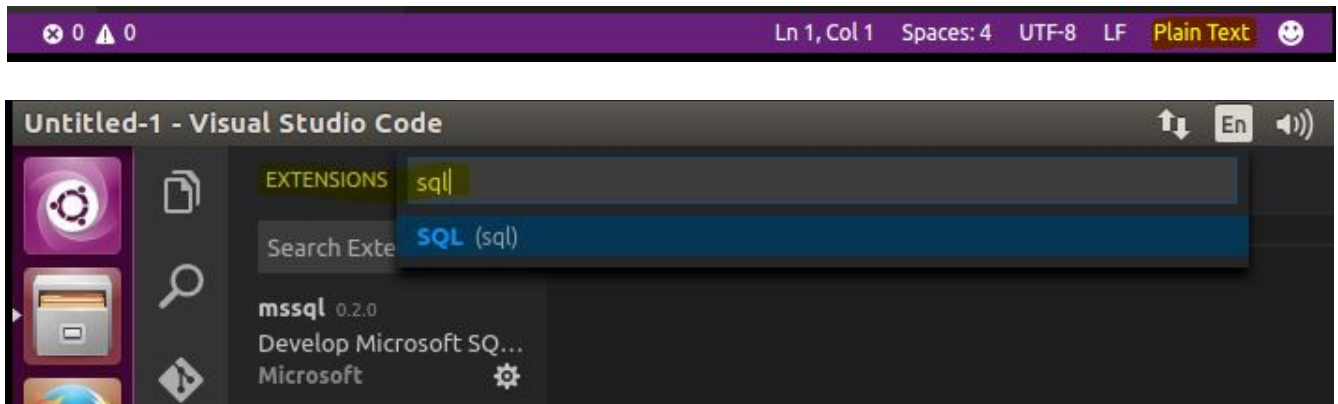 0 0 Ln 1, Col 1 Spaces: 4 UTF-8 LF Plain Text
Untitled-1 - Visual Studio Code En
EXTENSIONS sql
SQL (sql)
Search Exte
mssql 0.2.0
Develop Microsoft SQ...
Microsoft